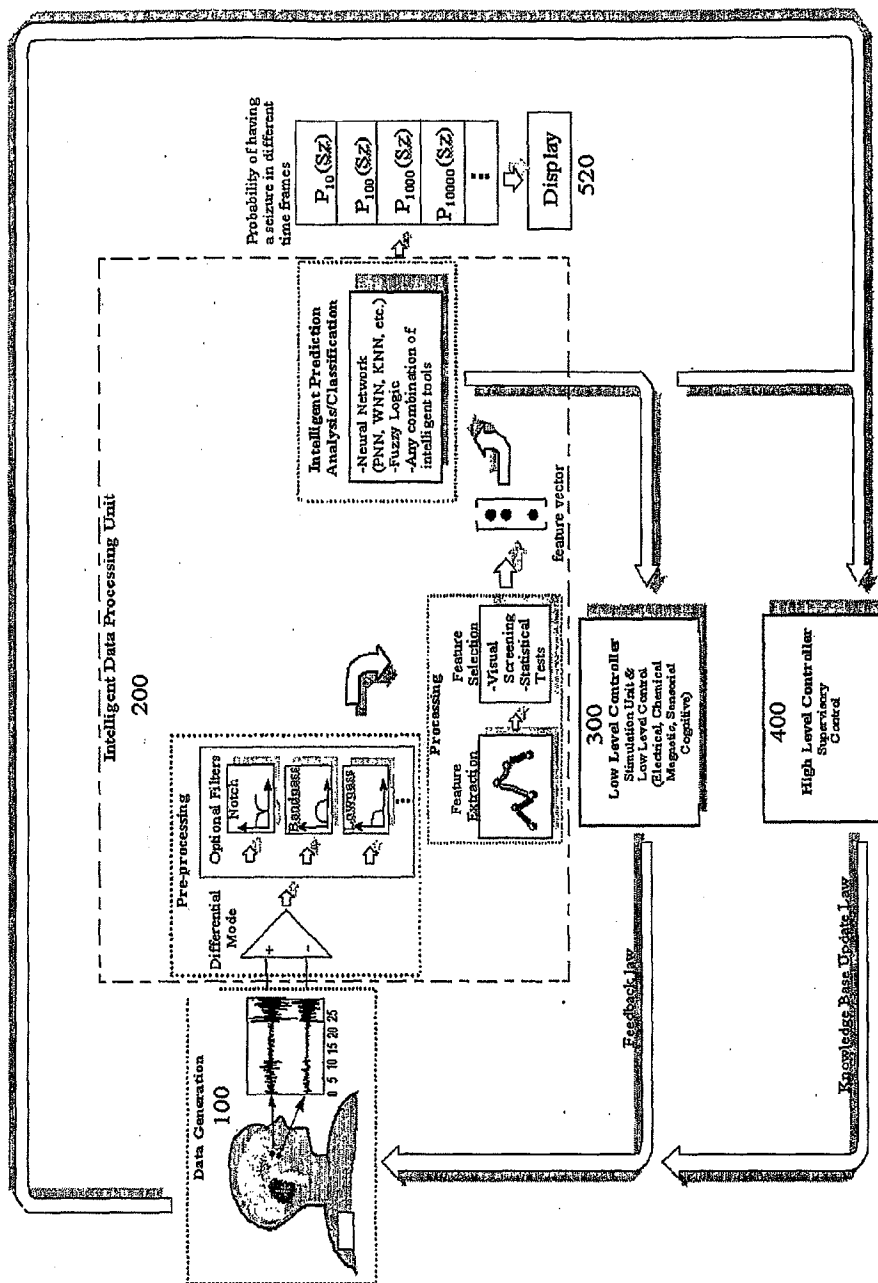 Data Generation
100
0 5 10 15 20 25
Intelligent Data Processing Unit
200
Pre-processing
Differential
Mode
+
-
Optional Filters
Notch
Bandpass
Lowpass
Processing
Feature
Extraction
Feature
Selection
-Visual
Screening
-Statistical
Tests
feature vector
Intelligent Prediction
Analysis/Classification
-Neural Network
(PNN, WNN, KNN, etc.)
-Fuzzy Logic
-Any combination of
intelligent tools
Probability of having
a seizure in different
time frames
P10(SZ)
P100(SZ)
P1000(SZ)
P10000(SZ)
Display
520
300
Low Level Controller
Stimulation Unit &
Low Level Control
(Electrical, Chemical
Magnetic, Sensorial
Cognitive)
400
High Level Controller
Supervisory
Control
Feedback law
Knowledge Base Update Law